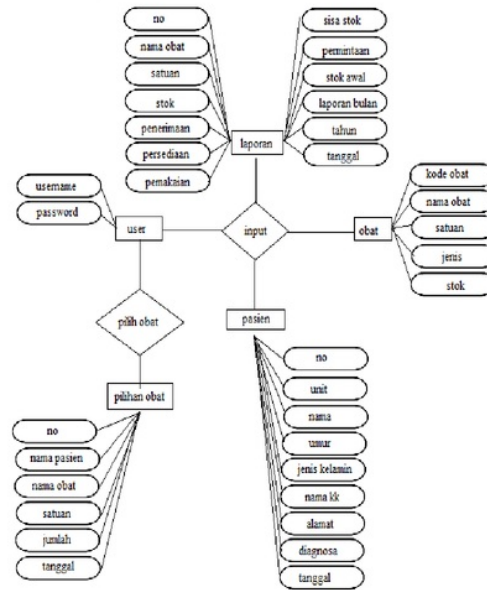 no
nama obat
satuan
stok
penerimaan
persediaan
pemakaian
sisa stok
permintaan
stok awal
laporan bulan
tahun
tanggal
laporan
username
password
user
input
obat
kode obat
nama obat
satuan
jenis
stok
pilih obat
pasien
pilihan obat
no
nama pasien
nama obat
satuan
jumlah
tanggal
no
unit
nama
umur
jenis kelamin
nama kk
alamat
diagnosa
tanggal